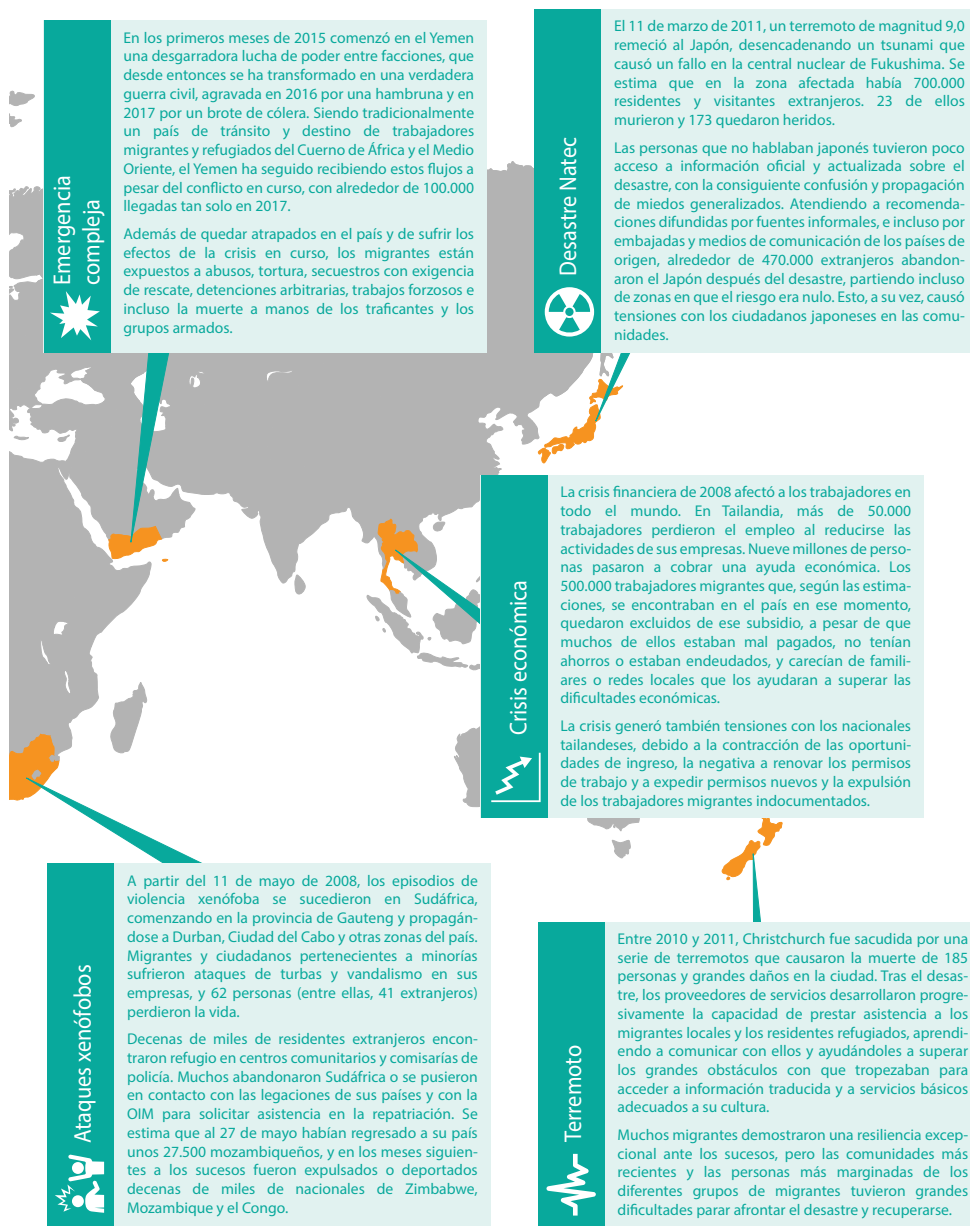 Emergencia
compleja
En los primeros meses de 2015 comenzó en el Yemen
una desgarradora lucha de poder entre facciones, que
desde entonces se ha transformado en una verdadera
guerra civil, agravada en 2016 por una hambruna y en
2017 por un brote de cólera. Siendo tradicionalmente
un país de tránsito y destino de trabajadores
migrantes y refugiados del Cuerno de África y el Medio
Oriente, el Yemen ha seguido recibiendo estos flujos a
pesar del conflicto en curso, con alrededor de 100.000
llegadas tan solo en 2017.
Además de quedar atrapados en el país y de sufrir los
efectos de la crisis en curso, los migrantes están
expuestos a abusos, tortura, secuestros con exigencia
de rescate, detenciones arbitrarias, trabajos forzosos e
incluso la muerte a manos de los traficantes y los
grupos armados.
Desastre Natec
El 11 de marzo de 2011, un terremoto de magnitud 9,0
remeció al Japón, desencadenando un tsunami que
causó un fallo en la central nuclear de Fukushima. Se
estima que en la zona afectada había 700.000
residentes y visitantes extranjeros. 23 de ellos
murieron y 173 quedaron heridos.
Las personas que no hablaban japonés tuvieron poco
acceso a información oficial y actualizada sobre el
desastre, con la consiguiente confusión y propagación
de miedos generalizados. Atendiendo a recomenda-
ciones difundidas por fuentes informales, e incluso por
embajadas y medios de comunicación de los países de
origen, alrededor de 470.000 extranjeros abandon-
aron el Japón después del desastre, partiendo incluso
de zonas en que el riesgo era nulo. Esto, a su vez, causó
tensiones con los ciudadanos japoneses en las comu-
nidades.
Crisis económica
La crisis financiera de 2008 afectó a los trabajadores en
todo el mundo. En Tailandia, más de 50.000
trabajadores perdieron el empleo al reducirse las
actividades de sus empresas. Nueve millones de perso-
nas pasaron a cobrar una ayuda económica. Los
500.000 trabajadores migrantes que, según las estima-
ciones, se encontraban en el país en ese momento,
quedaron excluidos de ese subsidio, a pesar de que
muchos de ellos estaban mal pagados, no tenían
ahorros o estaban endeudados, y carecían de famili-
ares o redes locales que los ayudaran a superar las
dificultades económicas.
La crisis generó también tensiones con los nacionales
tailandeses, debido a la contracción de las oportuni-
dades de ingreso, la negativa a renovar los permisos
de trabajo y a expedir permisos nuevos y la expulsión
de los trabajadores migrantes indocumentados.
Ataques xenófobos
A partir del 11 de mayo de 2008, los episodios de
violencia xenófoba se sucedieron en Sudáfrica,
comenzando en la provincia de Gauteng y propagán-
dose a Durban, Ciudad del Cabo y otras zonas del país.
Migrantes y ciudadanos pertenecientes a minorías
sufrieron ataques de turbas y vandalismo en sus
empresas, y 62 personas (entre ellas, 41 extranjeros)
perdieron la vida.
Decenas de miles de residentes extranjeros encon-
traron refugio en centros comunitarios y comisarías de
policía. Muchos abandonaron Sudáfrica o se pusieron
en contacto con las legaciones de sus países y con la
OIM para solicitar asistencia en la repatriación. Se
estima que al 27 de mayo habían regresado a su país
unos 27.500 mozambiqueños, y en los meses siguien-
tes a los sucesos fueron expulsados o deportados
decenas de miles de nacionales de Zimbabwe,
Mozambique y el Congo.
Terremoto
Entre 2010 y 2011, Christchurch fue sacudida por una
serie de terremotos que causaron la muerte de 185
personas y grandes daños en la ciudad. Tras el desas-
tre, los proveedores de servicios desarrollaron progre-
sivamente la capacidad de prestar asistencia a los
migrantes locales y los residentes refugiados, aprendi-
endo a comunicar con ellos y ayudándoles a superar
los grandes obstáculos con que tropezaban para
acceder a información traducida y a servicios básicos
adecuados a su cultura.
Muchos migrantes demostraron una resiliencia excep-
cional ante los sucesos, pero las comunidades más
recientes y las personas más marginadas de los
diferentes grupos de migrantes tuvieron grandes
dificultades parar afrontar el desastre y recuperarse.